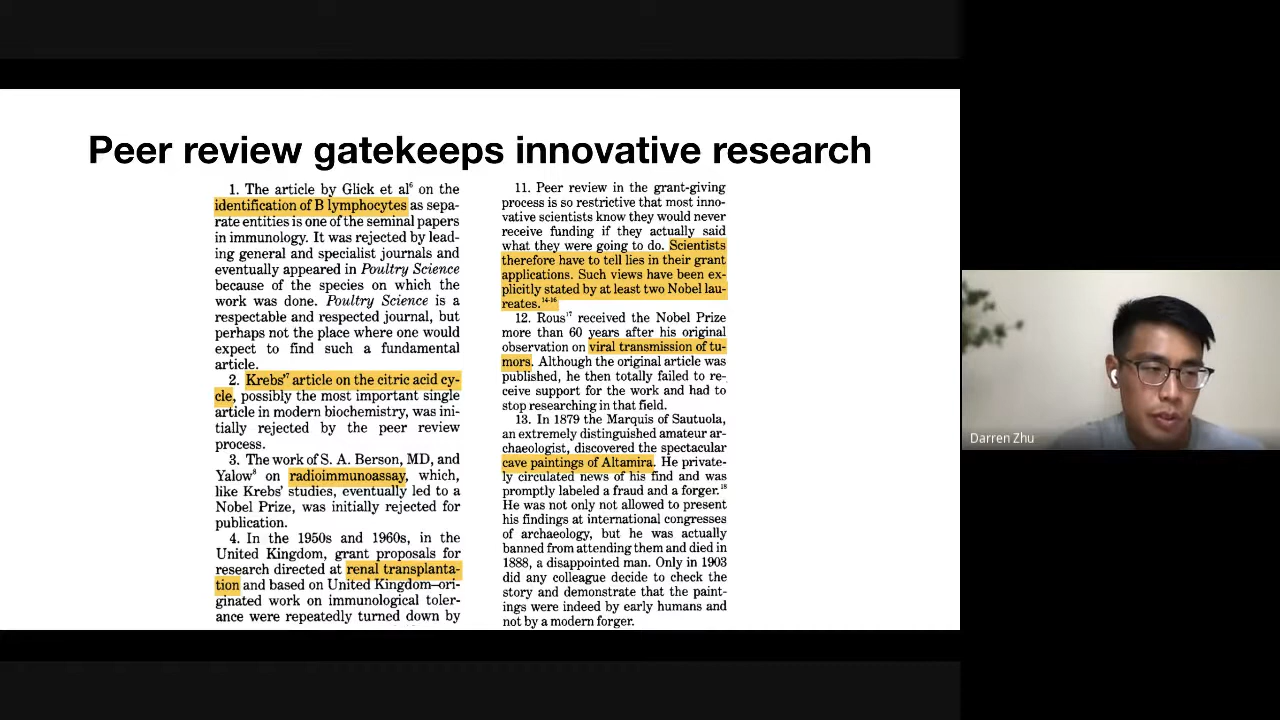 Peer review gatekeeps innovative research
1. The article by Glick et al⁶ on the
identification of B lymphocytes as sepa-
rate entities is one of the seminal papers
in immunology. It was rejected by lead-
ing general and specialist journals and
eventually appeared in Poultry Science
because of the species on which the
work was done. Poultry Science is a
respectable and respected journal, but
perhaps not the place where one would
expect to find such a fundamental
article.
2. Krebs'⁷ article on the citric acid cy-
cle, possibly the most important single
article in modern biochemistry, was ini-
tially rejected by the peer review
process.
3. The work of S. A. Berson, MD, and
Yalow⁸ on radioimmunoassay, which,
like Krebs' studies, eventually led to a
Nobel Prize, was initially rejected for
publication.
4. In the 1950s and 1960s, in the
United Kingdom, grant proposals for
research directed at renal transplanta-
tion and based on United Kingdom–ori-
ginated work on immunological toler-
ance were repeatedly turned down by
11. Peer review in the grant-giving
process is so restrictive that most inno-
vative scientists know they would never
receive funding if they actually said
what they were going to do. Scientists
therefore have to tell lies in their grant
applications. Such views have been ex-
plicitly stated by at least two Nobel lau-
reates.¹⁴⁻¹⁶
12. Rous¹⁷ received the Nobel Prize
more than 60 years after his original
observation on viral transmission of tu-
mors. Although the original article was
published, he then totally failed to re-
ceive support for the work and had to
stop researching in that field.
13. In 1879 the Marquis of Sautuola,
an extremely distinguished amateur ar-
chaeologist, discovered the spectacular
cave paintings of Altamira. He private-
ly circulated news of his find and was
promptly labeled a fraud and a forger.¹⁸
He was not only not allowed to present
his findings at international congresses
of archaeology, but he was actually
banned from attending them and died in
1888, a disappointed man. Only in 1903
did any colleague decide to check the
story and demonstrate that the paint-
ings were indeed by early humans and
not by a modern forger.
Darren Zhu